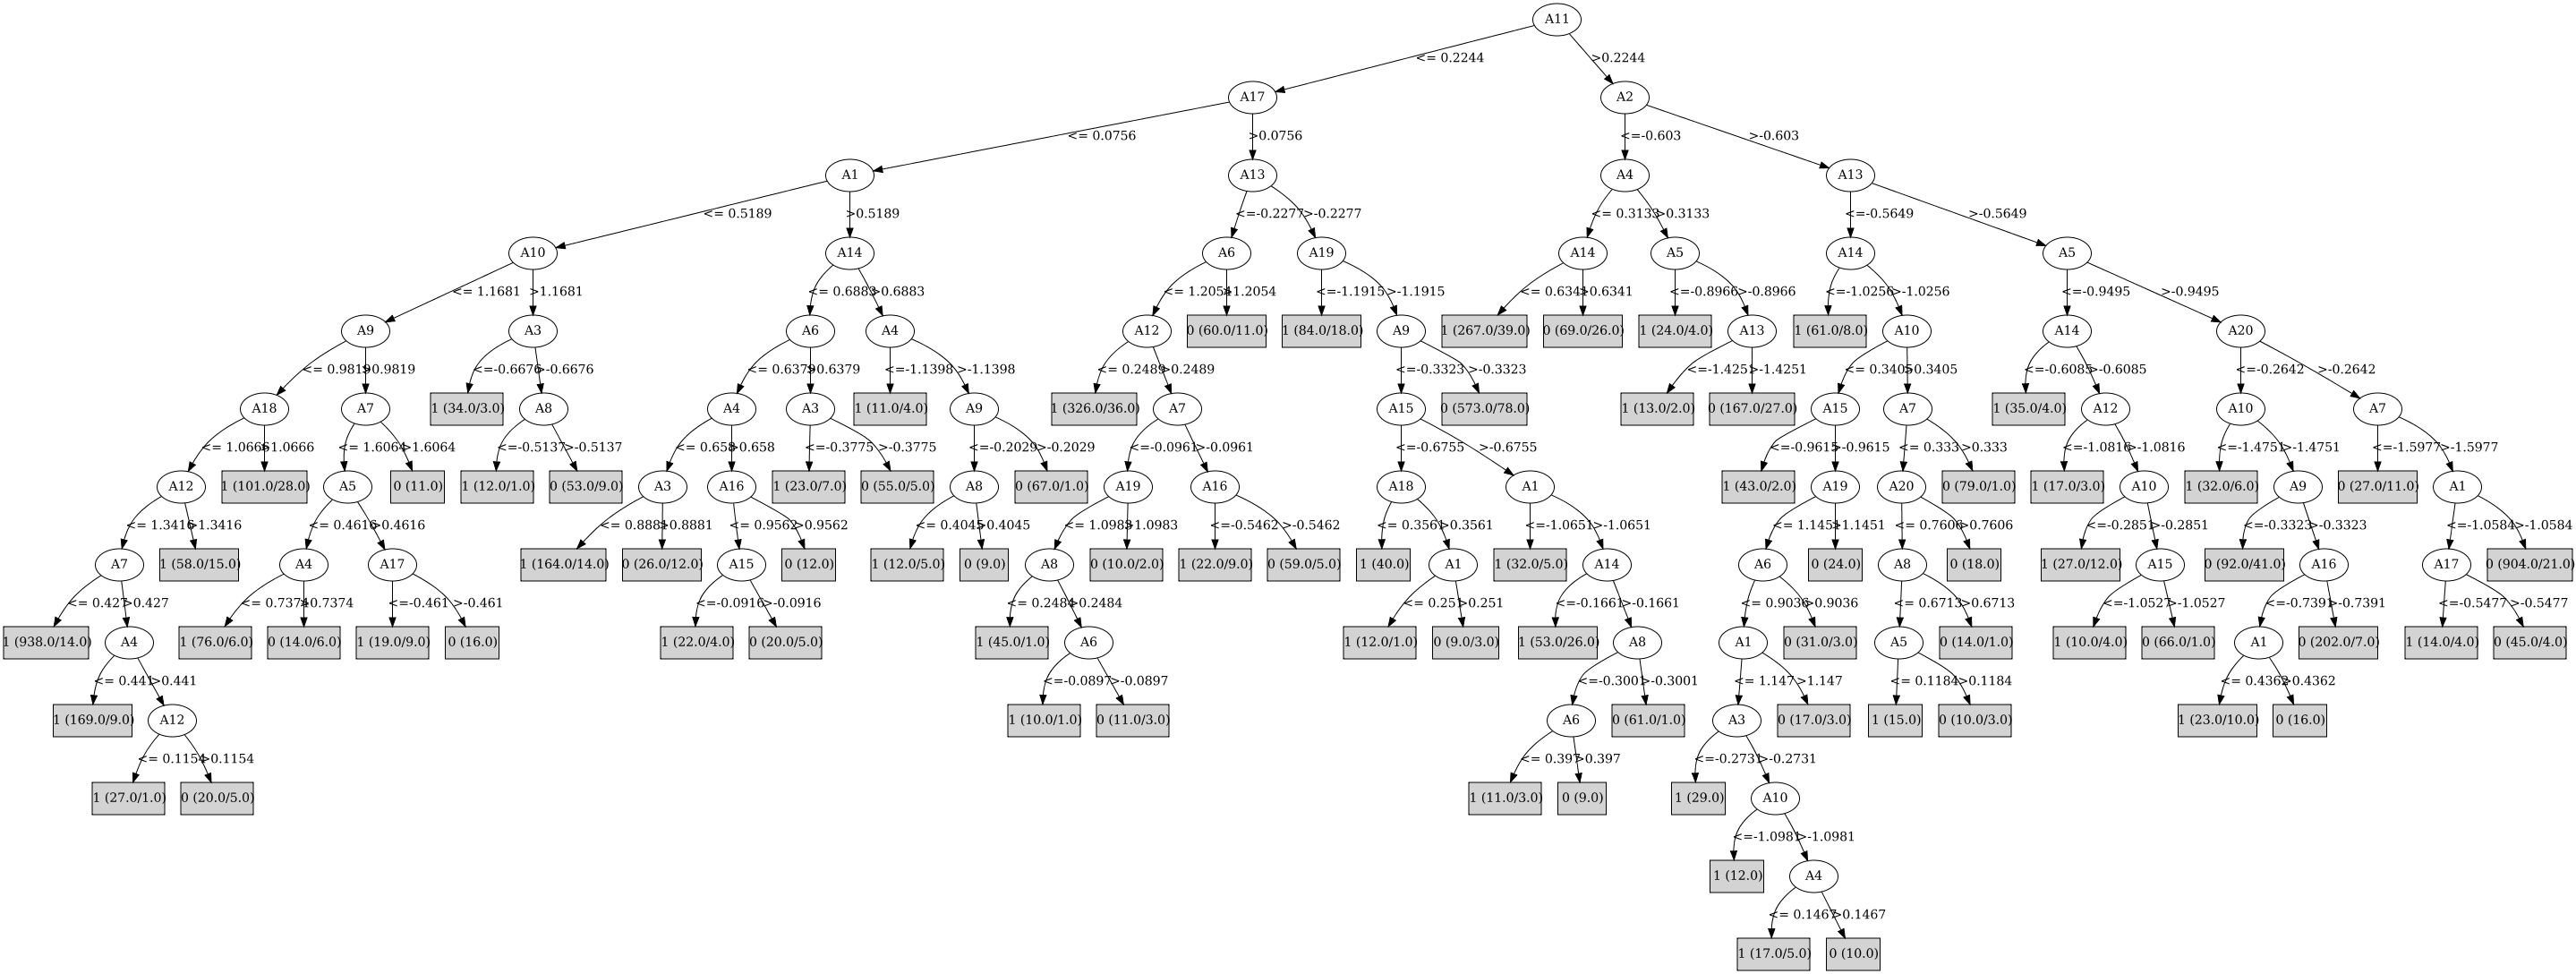 A11
<= 0.2244 >0.2244
A17 A2
<= 0.0756 >0.0756 <=-0.603 >-0.603
A1 A13 A4 A13
<= 0.5189 >0.5189 <=-0.2277 >-0.2277 <= 0.3133 >0.3133 <=-0.5649 >-0.5649
A10 A14 A6 A19 A14 A5 A14 A5
<= 1.1681 >1.1681 <= 0.6883 >0.6883 <= 1.2054 >1.2054 <=-1.1915 >-1.1915 <= 0.6341 >0.6341 <=-0.8966 >-0.8966 <=-1.0256 >-1.0256 <=-0.9495 >-0.9495
A9 A3 A6 A4 A12 0 (60.0/11.0) 1 (84.0/18.0) A9 1 (267.0/39.0) 0 (69.0/26.0) 1 (24.0/4.0) A13 1 (61.0/8.0) A10 A14 A20
<= 0.9819 >0.9819 <=-0.6676 >-0.6676 <= 0.6379 >0.6379 <=-1.1398 >-1.1398 <= 0.2489 >0.2489 <=-0.3323 >-0.3323 <=-1.4251 >-1.4251 <= 0.3405 >0.3405 <=-0.6085 >-0.6085 <=-0.2642 >-0.2642
A18 A7 1 (34.0/3.0) A8 A4 A3 1 (11.0/4.0) A9 1 (326.0/36.0) A7 A15 0 (573.0/78.0) 1 (13.0/2.0) 0 (167.0/27.0) A15 A7 1 (35.0/4.0) A12 A10 A7
<= 1.0666 >1.0666 <= 1.6064 >1.6064 <=-0.5137 >-0.5137 <= 0.658 >0.658 <=-0.3775 >-0.3775 <=-0.2029 >-0.2029 <=-0.0961 >-0.0961 <=-0.6755 >-0.6755 <=-0.9615 >-0.9615 <= 0.333 >0.333 <=-1.0816 >-1.0816 <=-1.4751 >-1.4751 <=-1.5977 >-1.5977
A12 1 (101.0/28.0) A5 0 (11.0) 1 (12.0/1.0) 0 (53.0/9.0) A3 A16 1 (23.0/7.0) 0 (55.0/5.0) A8 0 (67.0/1.0) A19 A16 A18 A1 1 (43.0/2.0) A19 A20 0 (79.0/1.0) 1 (17.0/3.0) A10 1 (32.0/6.0) A9 0 (27.0/11.0) A1
<= 1.3416 >1.3416 <= 0.4616 >0.4616 <= 0.8881 >0.8881 <= 0.9562 >0.9562 <= 0.4045 >0.4045 <= 1.0983 >1.0983 <=-0.5462 >-0.5462 <= 0.3561 >0.3561 <=-1.0651 >-1.0651 <= 1.1451 >1.1451 <= 0.7606 >0.7606 <=-0.2851 >-0.2851 <=-0.3323 >-0.3323 <=-1.0584 >-1.0584
A7 1 (58.0/15.0) A4 A17 1 (164.0/14.0) 0 (26.0/12.0) A15 0 (12.0) 1 (12.0/5.0) 0 (9.0) A8 0 (10.0/2.0) 1 (22.0/9.0) 0 (59.0/5.0) 1 (40.0) A1 1 (32.0/5.0) A14 A6 0 (24.0) A8 0 (18.0) 1 (27.0/12.0) A15 0 (92.0/41.0) A16 A17 0 (904.0/21.0)
<= 0.427 >0.427 <= 0.7374 >0.7374 <=-0.461 >-0.461 <=-0.0916 >-0.0916 <= 0.2484 >0.2484 <= 0.251 >0.251 <=-0.1661 >-0.1661 <= 0.9036 >0.9036 <= 0.6713 >0.6713 <=-1.0527 >-1.0527 <=-0.7391 >-0.7391 <=-0.5477 >-0.5477
1 (938.0/14.0) A4 1 (76.0/6.0) 0 (14.0/6.0) 1 (19.0/9.0) 0 (16.0) 1 (22.0/4.0) 0 (20.0/5.0) 1 (45.0/1.0) A6 1 (12.0/1.0) 0 (9.0/3.0) 1 (53.0/26.0) A8 A1 0 (31.0/3.0) A5 0 (14.0/1.0) 1 (10.0/4.0) 0 (66.0/1.0) A1 0 (202.0/7.0) 1 (14.0/4.0) 0 (45.0/4.0)
<= 0.441 >0.441 <=-0.0897 >-0.0897 <=-0.3001 >-0.3001 <= 1.147 >1.147 <= 0.1184 >0.1184 <= 0.4362 >0.4362
1 (169.0/9.0) A12 1 (10.0/1.0) 0 (11.0/3.0) A6 0 (61.0/1.0) A3 0 (17.0/3.0) 1 (15.0) 0 (10.0/3.0) 1 (23.0/10.0) 0 (16.0)
<= 0.1154 >0.1154 <= 0.397 >0.397 <=-0.2731 >-0.2731
1 (27.0/1.0) 0 (20.0/5.0) 1 (11.0/3.0) 0 (9.0) 1 (29.0) A10
<=-1.0981 >-1.0981
1 (12.0) A4
<= 0.1467 >0.1467
1 (17.0/5.0) 0 (10.0)